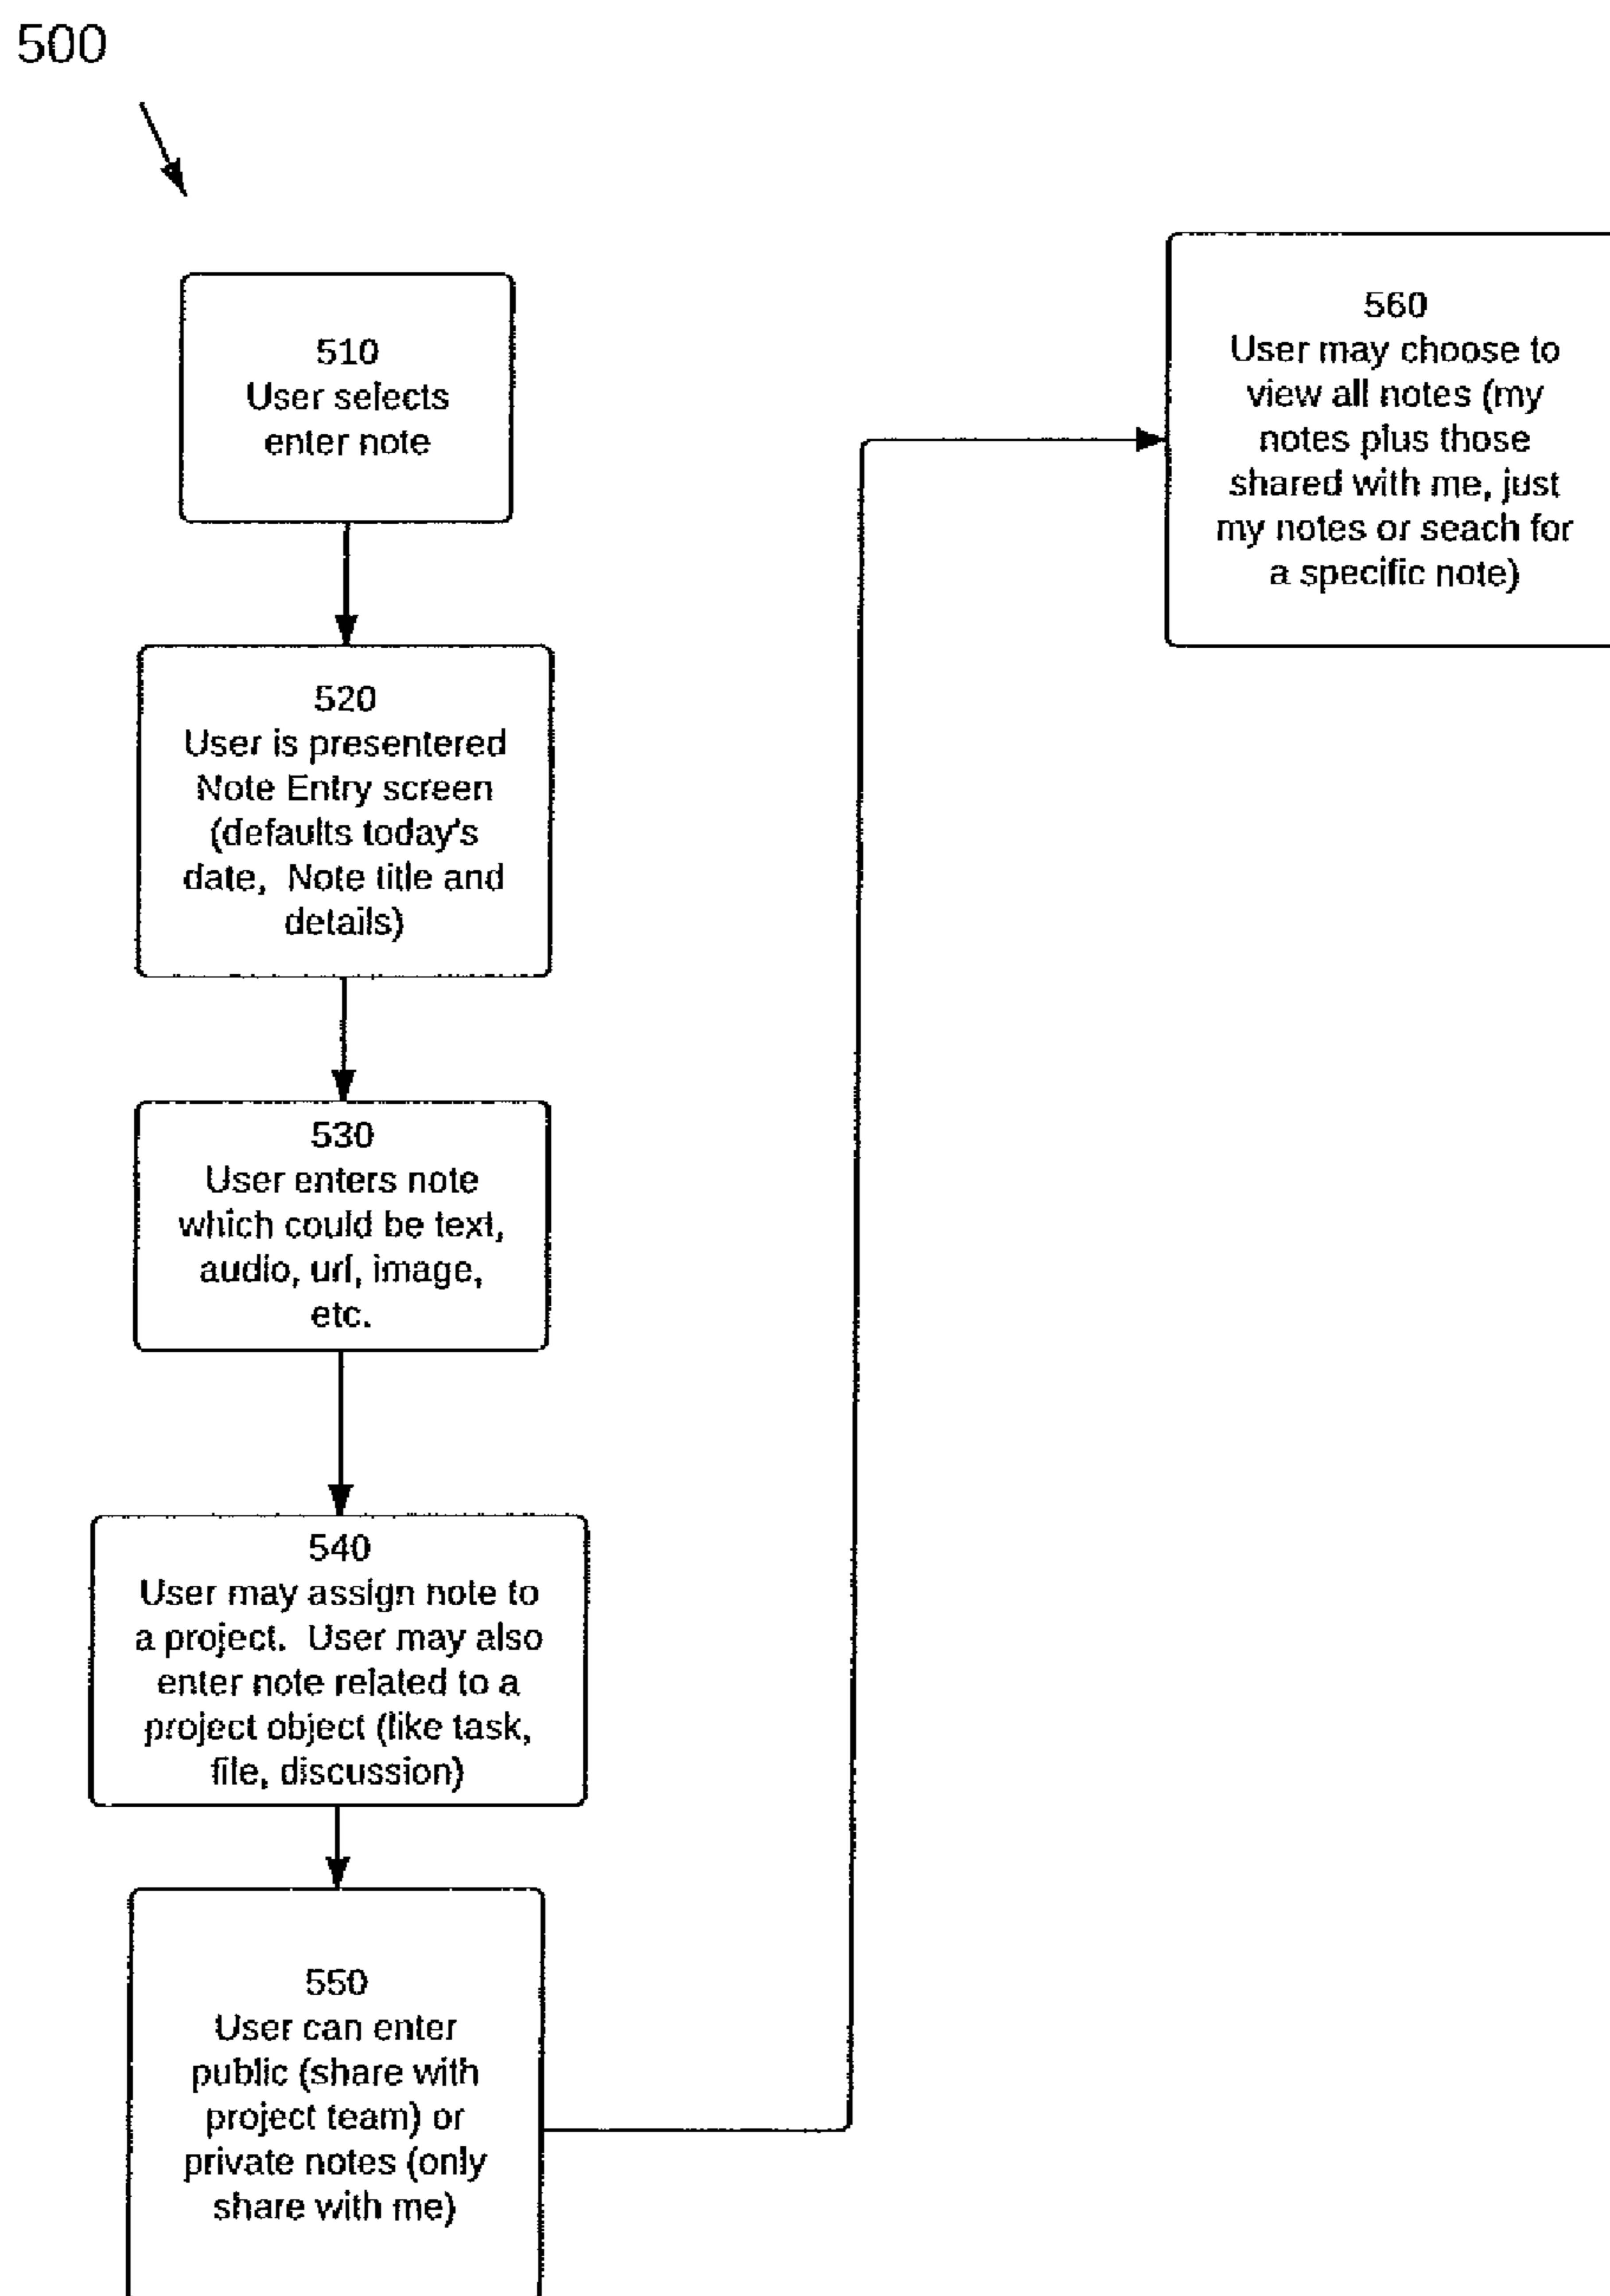 500
510
User selects
enter note
520
User is presentered
Note Entry screen
(defaults today's
date, Note title and
details)
530
User enters note
which could be text,
audio, url, image,
etc.
540
User may assign note to
a project. User may also
enter note related to a
project object (like task,
file, discussion)
550
User can enter
public (share with
project team) or
private notes (only
share with me)
560
User may choose to
view all notes (my
notes plus those
shared with me, just
my notes or seach for
a specific note)